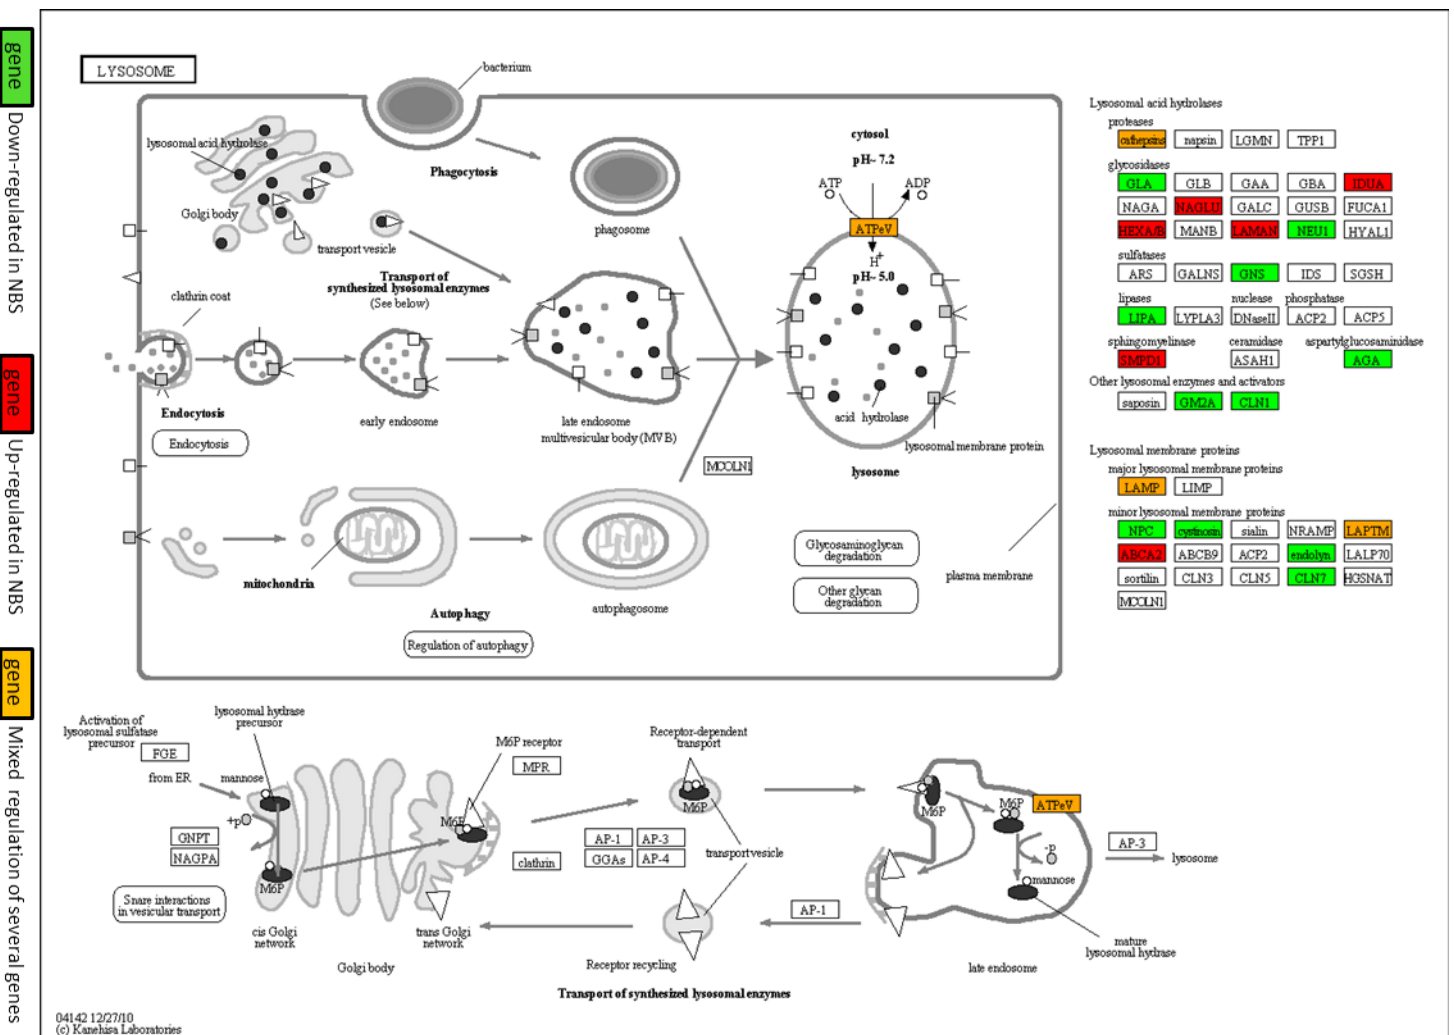 gene Down-regulated in NBS
gene Up-regulated in NBS
gene Mixed regulation of several genes
LYSOSOME
bacterium
lysosomal acid hydrolase
Golgi body
transport vesicle
Phagocytosis
phagosome
cytosol
pH~ 7.2
ATP
ADP
ATPeV
H+
pH~ 5.0
Transport of
synthesized lysosomal enzymes
(See below)
clathrin coat
Endocytosis
Endocytosis
early endosome
late endosome
multivesicular body (MVB)
acid hydrolase
lysosomal membrane protein
lysosome
MCOLN1
mitochondria
Autophagy
Regulation of autophagy
autophagosome
Glycosaminoglycan
degradation
Other glycan
degradation
plasma membrane
Lysosomal acid hydrolases
proteases
cathepsins napsin LGMN TPP1
glycosidases
GLA GLB GAA GBA IDUA
NAGA NAGLU GALC GUSB FUCA1
HEXA/B MANB LAMAN NEU1 HYAL1
sulfatases
ARS GALNS GNS IDS SGSH
lipases nuclease phosphatase
LIPA LYPLA3 DNaseII ACP2 ACP5
sphingomyelinase ceramidase aspartylglucosaminidase
SMPD1 ASAH1 AGA
Other lysosomal enzymes and activators
saposin GM2A CLN1
Lysosomal membrane proteins
major lysosomal membrane proteins
LAMP LIMP
minor lysosomal membrane proteins
NPC cystinosin sialin NRAMP LAPTM
ABCA2 ABCB9 ACP2 endolyn LALP70
sortilin CLN3 CLN5 CLN7 HGSNAT
MCOLN1
Activation of
lysosomal sulfatase
precursor
FGE
lysosomal hydrase
precursor
from ER
mannose
+p
GNPT
NAGPA
M6P
Snare interactions
in vesicular transport
cis Golgi
network
Golgi body
trans Golgi
network
M6P
M6P receptor
MPR
clathrin
AP-1 AP-3
GGAs AP-4
Receptor-dependent
transport
M6P
transport vesicle
Receptor recycling
AP-1
M6P
M6P
ATPeV
-p
mannose
AP-3
lysosome
mature
lysosomal hydrase
late endosome
Transport of synthesized lysosomal enzymes
04142 12/27/10
(c) Kanehisa Laboratories